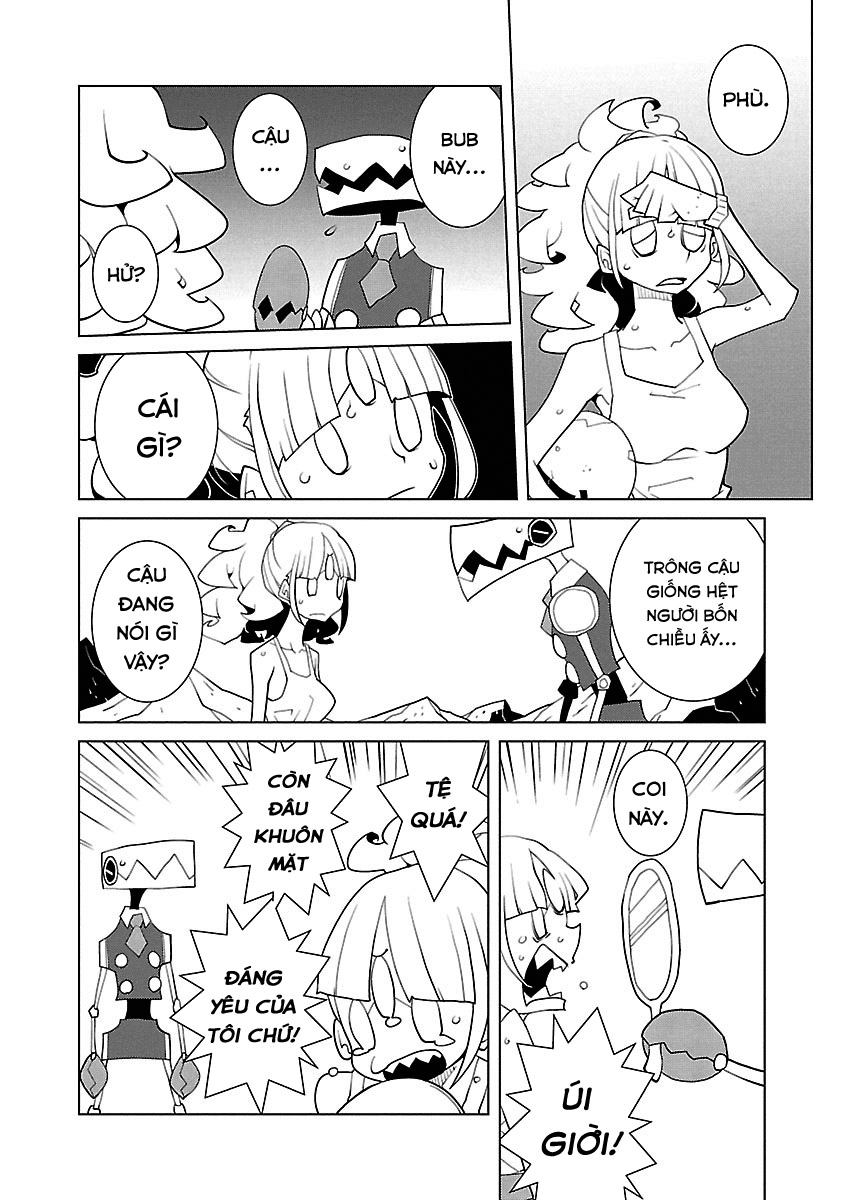 PHÙ.
BUB
NÀY...
CẬU
...
HỬ?
CÁI
GÌ?
TRÔNG CẬU
GIỐNG HỆT
NGƯỜI BỐN
CHIỀU ẤY...
CẬU
ĐANG
NÓI GÌ
VẬY?
COI
NÀY.
ÚI
GIỜI!
TỆ
QUÁ!
CÒN
ĐÂU
KHUÔN
MẶT
ĐÁNG
YÊU CỦA
TÔI CHỨ!